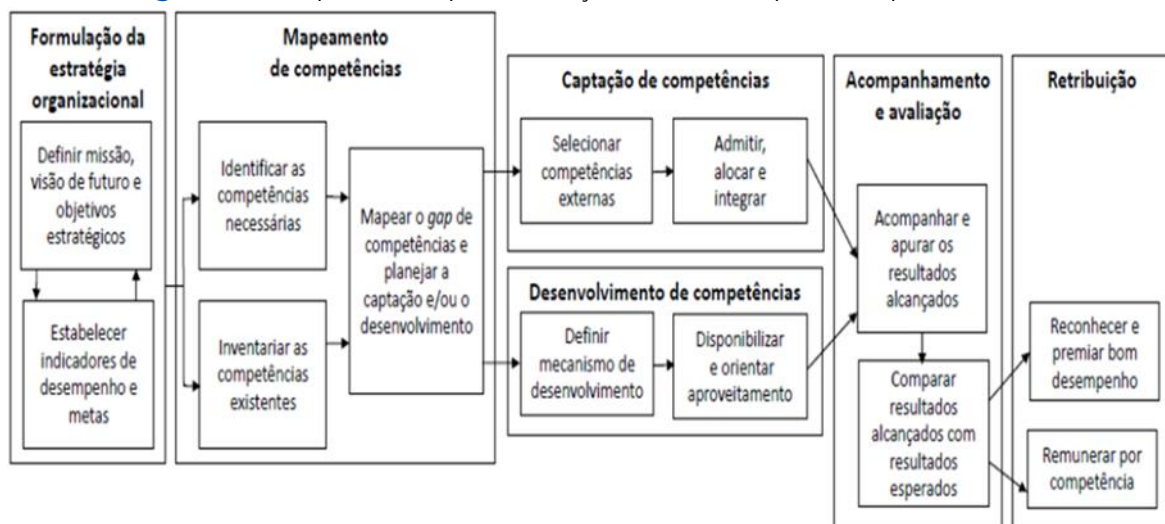 Formulação da
estratégia
organizacional
Definir missão,
visão de futuro e
objetivos
estratégicos
Estabelecer
indicadores de
desempenho e
metas
Mapeamento
de competências
Identificar as
competências
necessárias
Inventariar as
competências
existentes
Mapear o gap de
competências e
planejar a
captação e/ou o
desenvolvimento
Captação de competências
Selecionar
competências
externas
Admitir,
alocar e
integrar
Desenvolvimento de competências
Definir
mecanismo de
desenvolvimento
Disponibilizar
e orientar
aproveitamento
Acompanhamento
e avaliação
Acompanhar e
apurar os
resultados
alcançados
Comparar
resultados
alcançados com
resultados
esperados
Retribuição
Reconhecer e
premiar bom
desempenho
Remunerar por
competência